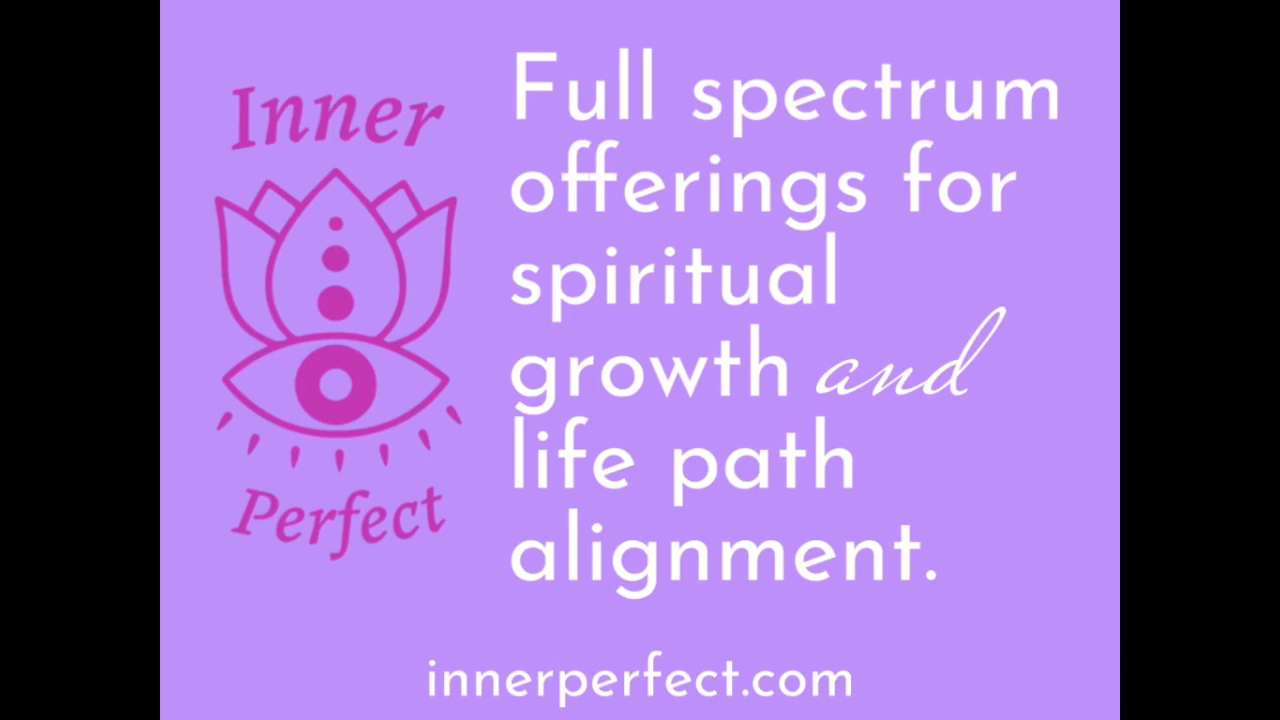 Inner
Perfect
Full spectrum
offerings for
spiritual
growth and
life path
alignment.
innerperfect.com